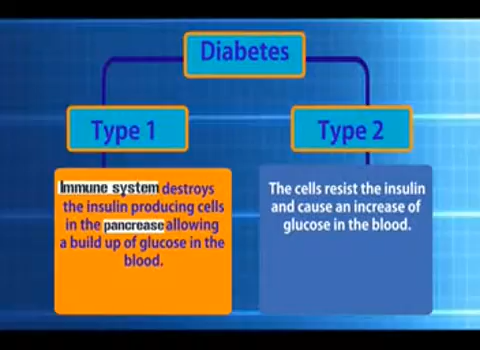 Diabetes
Type 1
Type 2
Immune system destroys
the insulin producing cells
in the pancrease allowing
a build up of glucose in the
blood.
The cells resist the insulin
and cause an increase of
glucose in the blood.